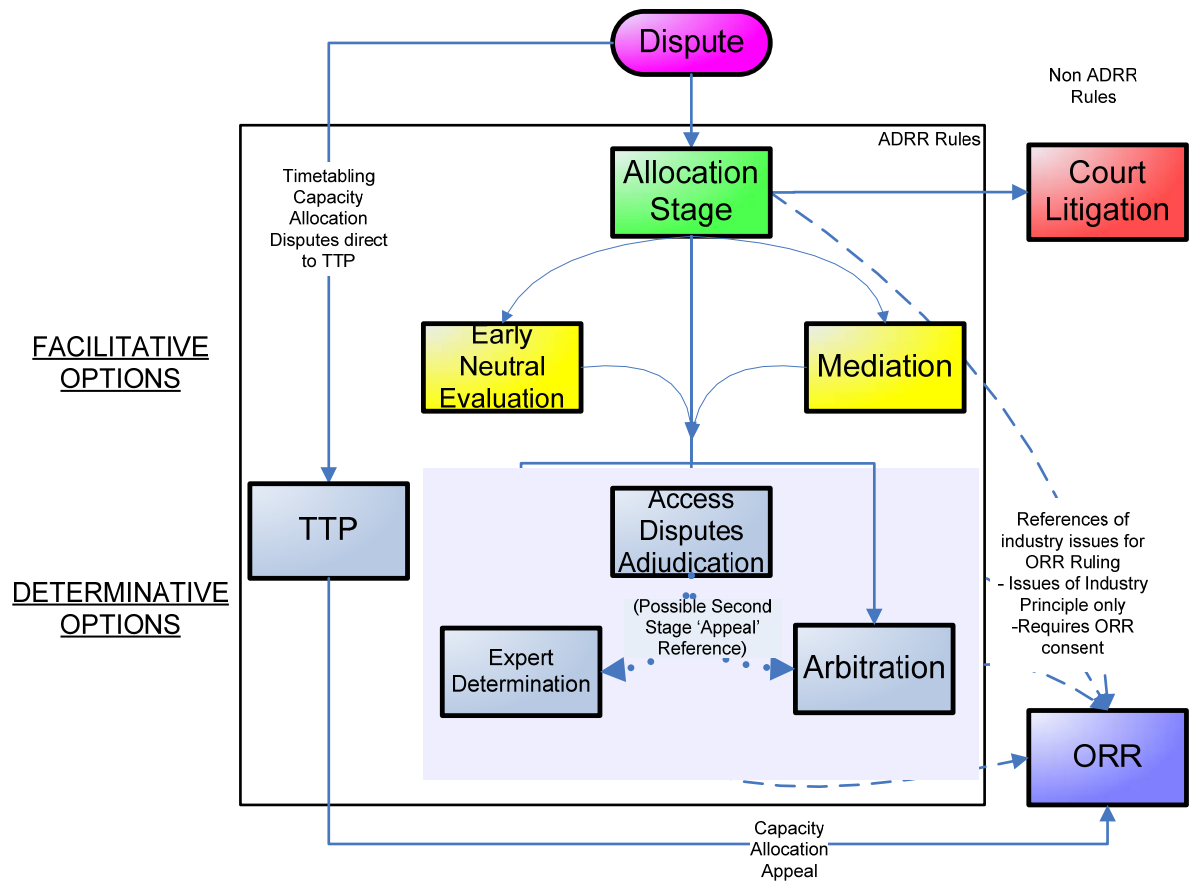 Dispute
Non ADRR
Rules
ADRR Rules
Timetabling
Capacity
Allocation
Disputes direct
to TTP
Allocation
Stage
Court
Litigation
FACILITATIVE
OPTIONS
Early
Neutral
Evaluation
Mediation
TTP
Access
Disputes
Adjudication
References of
industry issues for
ORR Ruling
- Issues of Industry
Principle only
-Requires ORR
consent
DETERMINATIVE
OPTIONS
(Possible Second
Stage ‘Appeal’
Reference)
Expert
Determination
Arbitration
ORR
Capacity
Allocation
Appeal